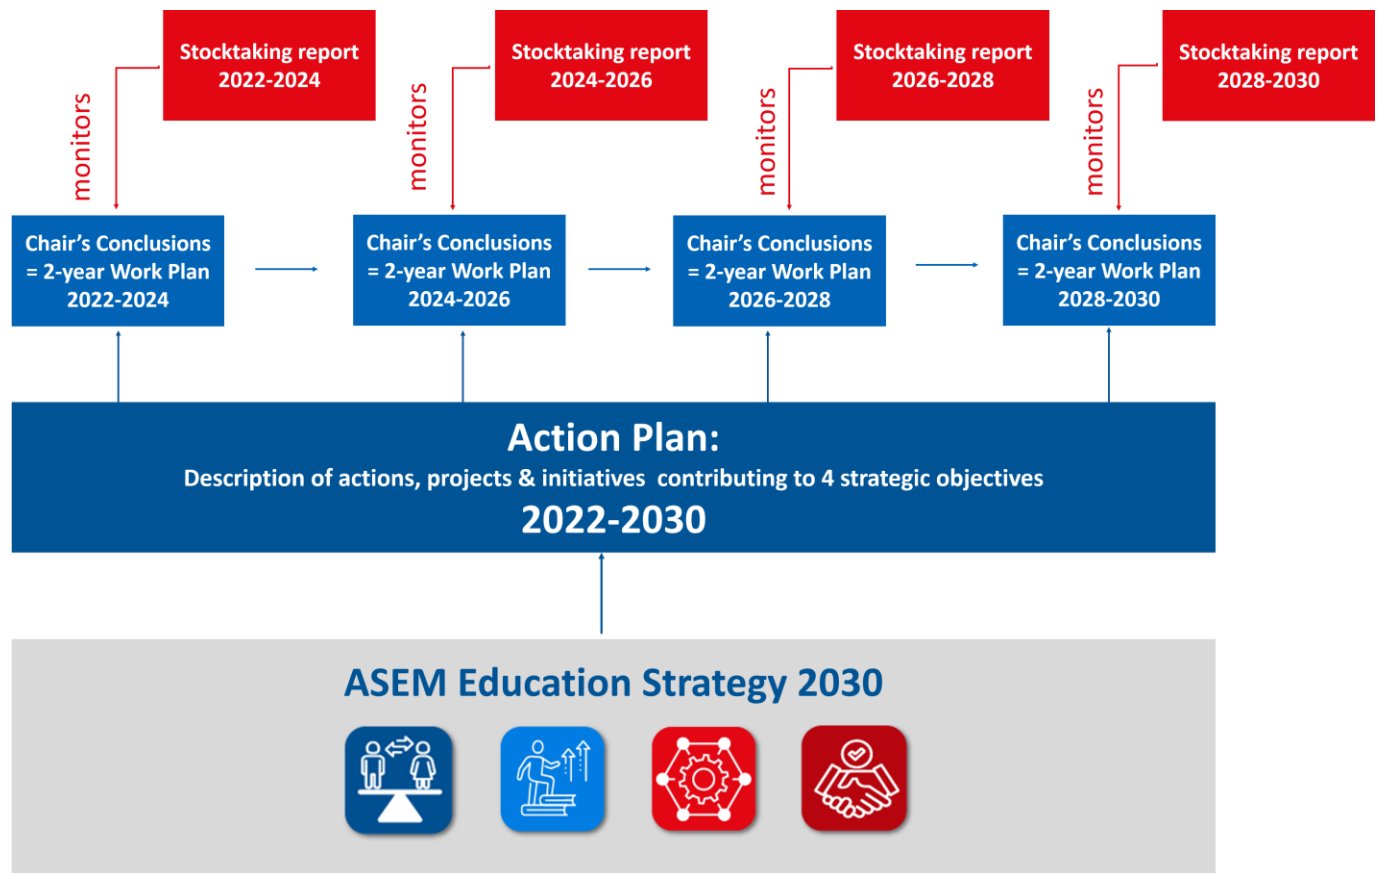 Stocktaking report
2022-2024
Stocktaking report
2024-2026
Stocktaking report
2026-2028
Stocktaking report
2028-2030
monitors
monitors
monitors
monitors
Chair’s Conclusions
= 2-year Work Plan
2022-2024
Chair’s Conclusions
= 2-year Work Plan
2024-2026
Chair’s Conclusions
= 2-year Work Plan
2026-2028
Chair’s Conclusions
= 2-year Work Plan
2028-2030
Action Plan:
Description of actions, projects & initiatives contributing to 4 strategic objectives
2022-2030
ASEM Education Strategy 2030